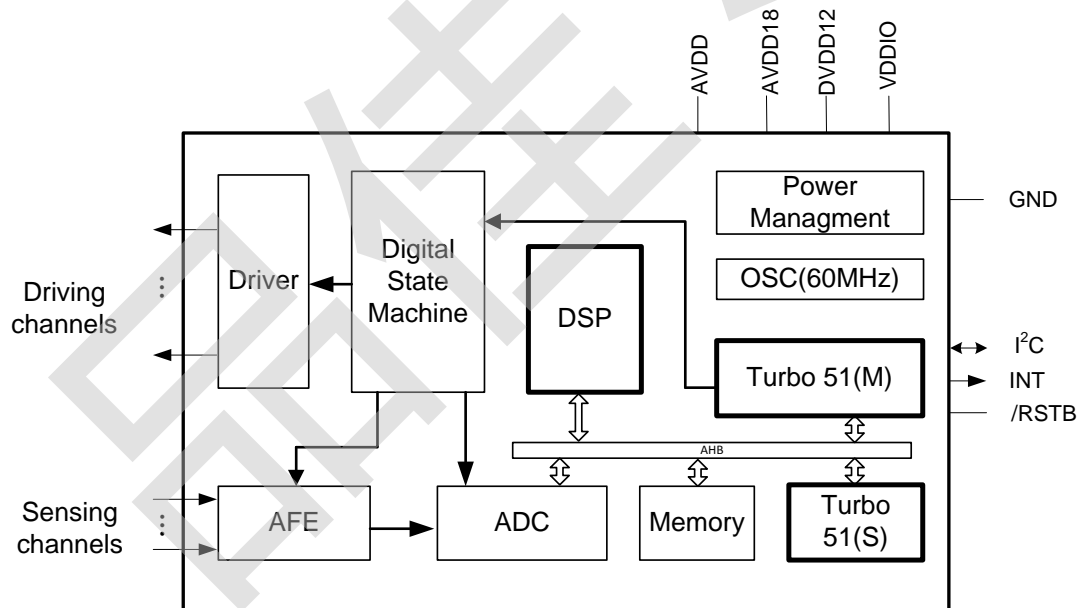 AVDD
AVDD18
DVDD12
VDDIO
Power
Managment
GND
OSC(60MHz)
Driving
channels
Driver
Digital
State
Machine
DSP
Turbo 51(M)
I²C
INT
/RSTB
AHB
Sensing
channels
AFE
ADC
Memory
Turbo
51(S)